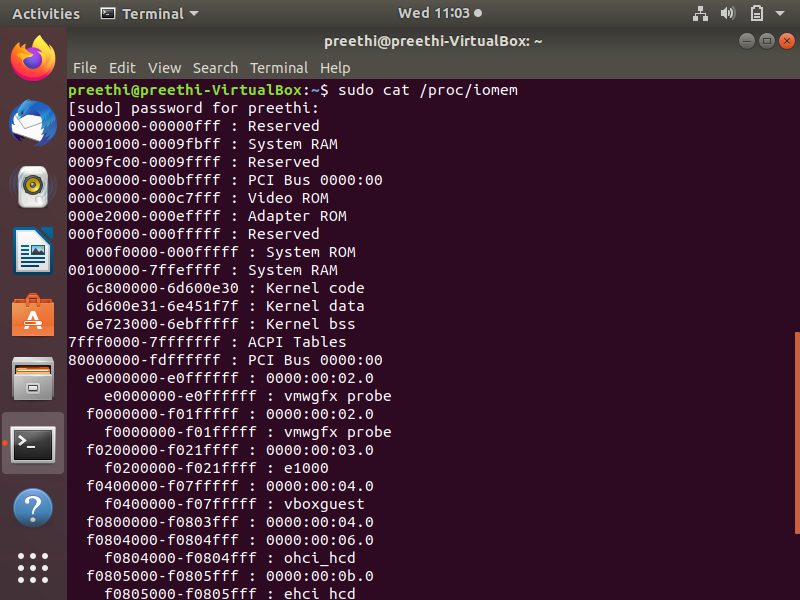 Activities Terminal Wed 11:03
preethi@preethi-VirtualBox: ~
File Edit View Search Terminal Help
preethi@preethi-VirtualBox:~$ sudo cat /proc/iomem
[sudo] password for preethi:
00000000-00000fff : Reserved
00001000-0009fbff : System RAM
0009fc00-0009ffff : Reserved
000a0000-000bffff : PCI Bus 0000:00
000c0000-000c7fff : Video ROM
000e2000-000effff : Adapter ROM
000f0000-000fffff : Reserved
  000f0000-000fffff : System ROM
00100000-7ffeffff : System RAM
  6c800000-6d600e30 : Kernel code
  6d600e31-6e451f7f : Kernel data
  6e723000-6ebfffff : Kernel bss
7fff0000-7fffffff : ACPI Tables
80000000-fdffffff : PCI Bus 0000:00
  e0000000-e0ffffff : 0000:00:02.0
    e0000000-e0ffffff : vmwgfx probe
  f0000000-f01fffff : 0000:00:02.0
    f0000000-f01fffff : vmwgfx probe
  f0200000-f021ffff : 0000:00:03.0
    f0200000-f021ffff : e1000
  f0400000-f07fffff : 0000:00:04.0
    f0400000-f07fffff : vboxguest
  f0800000-f0803fff : 0000:00:04.0
  f0804000-f0804fff : 0000:00:06.0
    f0804000-f0804fff : ohci_hcd
  f0805000-f0805fff : 0000:00:0b.0
    f0805000-f0805fff : ehci_hcd